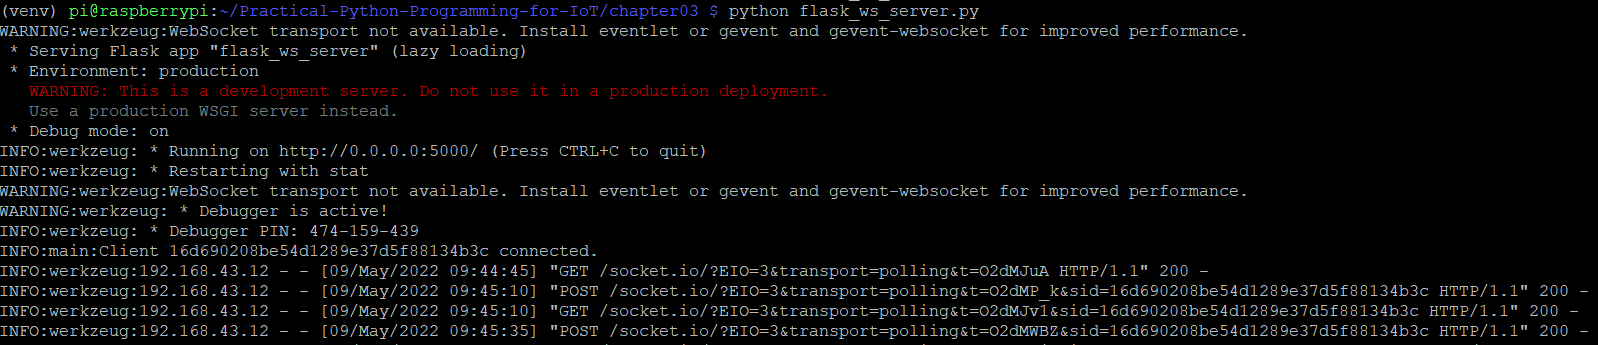 (venv) pi@raspberrypi:~/Practical-Python-Programming-for-IoT/chapter03 $ python flask_ws_server.py
WARNING:werkzeug:WebSocket transport not available. Install eventlet or gevent and gevent-websocket for improved performance.
 * Serving Flask app "flask_ws_server" (lazy loading)
 * Environment: production
   WARNING: This is a development server. Do not use it in a production deployment.
   Use a production WSGI server instead.
 * Debug mode: on
INFO:werkzeug: * Running on http://0.0.0.0:5000/ (Press CTRL+C to quit)
INFO:werkzeug: * Restarting with stat
WARNING:werkzeug:WebSocket transport not available. Install eventlet or gevent and gevent-websocket for improved performance.
WARNING:werkzeug: * Debugger is active!
INFO:werkzeug: * Debugger PIN: 474-159-439
INFO:main:Client 16d690208be54d1289e37d5f88134b3c connected.
INFO:werkzeug:192.168.43.12 - - [09/May/2022 09:44:45] "GET /socket.io/?EIO=3&transport=polling&t=O2dMJuA HTTP/1.1" 200 -
INFO:werkzeug:192.168.43.12 - - [09/May/2022 09:45:10] "POST /socket.io/?EIO=3&transport=polling&t=O2dMP_k&sid=16d690208be54d1289e37d5f88134b3c HTTP/1.1" 200 -
INFO:werkzeug:192.168.43.12 - - [09/May/2022 09:45:10] "GET /socket.io/?EIO=3&transport=polling&t=O2dMJv1&sid=16d690208be54d1289e37d5f88134b3c HTTP/1.1" 200 -
INFO:werkzeug:192.168.43.12 - - [09/May/2022 09:45:35] "POST /socket.io/?EIO=3&transport=polling&t=O2dMWBZ&sid=16d690208be54d1289e37d5f88134b3c HTTP/1.1" 200 -